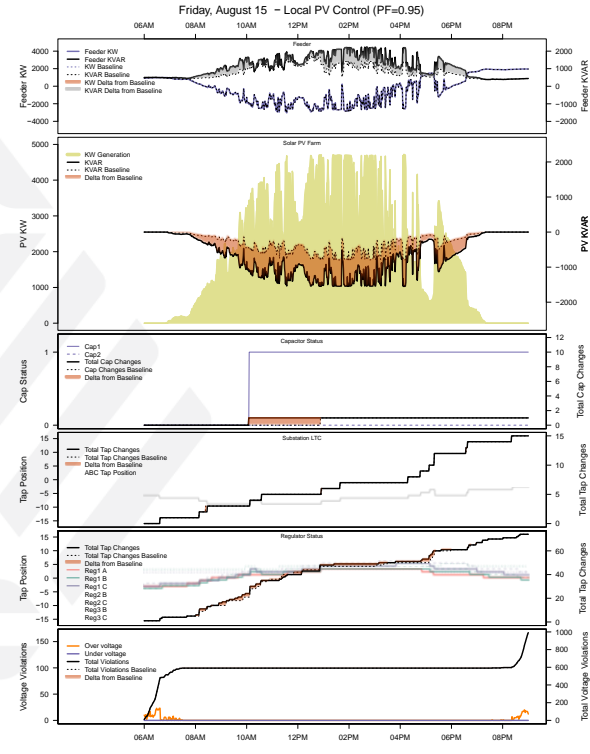 Friday, August 15 − Local PV Control (PF=0.95)
06AM 08AM 10AM 12PM 02PM 04PM 06PM 08PM
Feeder
Feeder KW
4000
2000
0
−2000
−4000
Feeder KW
Feeder KVAR
KW Baseline
KVAR Baseline
KW Delta from Baseline
KVAR Delta from Baseline
2000
1000
0
−1000
−2000
Feeder KVAR
Solar PV Farm
PV KW
5000
4000
3000
2000
1000
0
KW Generation
KVAR
KVAR Baseline
Delta from Baseline
2000
1000
0
−1000
−2000
PV KVAR
Capacitor Status
Cap Status
1
0
Cap1
Cap2
Total Cap Changes
Cap Changes Baseline
Delta from Baseline
12
10
8
6
4
2
0
Total Cap Changes
Substation LTC
Tap Position
15
10
5
0
−5
−10
−15
Total Tap Changes
Total Tap Changes Baseline
Delta from Baseline
ABC Tap Position
15
10
5
0
Total Tap Changes
Regulator Status
Tap Position
15
10
5
0
−5
−10
−15
Total Tap Changes
Total Tap Changes Baseline
Delta from Baseline
Reg1 A
Reg1 B
Reg1 C
Reg2 B
Reg2 C
Reg3 B
Reg3 C
60
40
20
0
Total Tap Changes
Voltage Violations
150
100
50
0
Over voltage
Under voltage
Total Violations
Total Violations Baseline
Delta from Baseline
1000
800
600
400
200
0
Total Voltage Violations
06AM 08AM 10AM 12PM 02PM 04PM 06PM 08PM